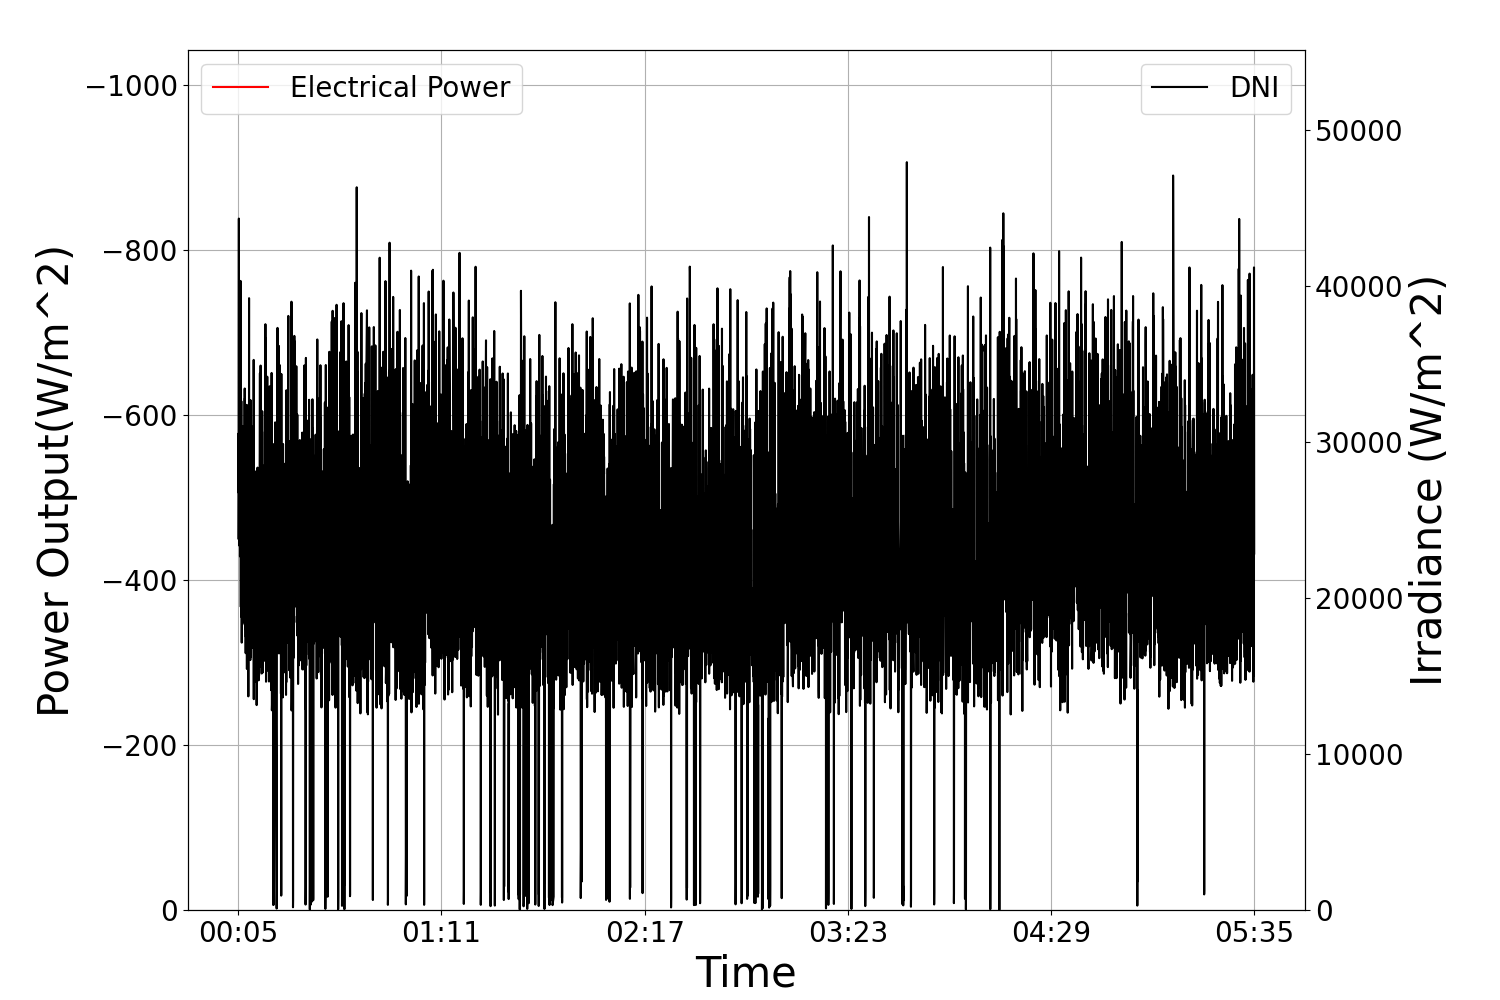 Electrical Power
DNI
Power Output(W/m^2)
−1000
−800
−600
−400
−200
0
50000
40000
30000
20000
10000
0
Irradiance (W/m^2)
00:05 01:11 02:17 03:23 04:29 05:35
Time